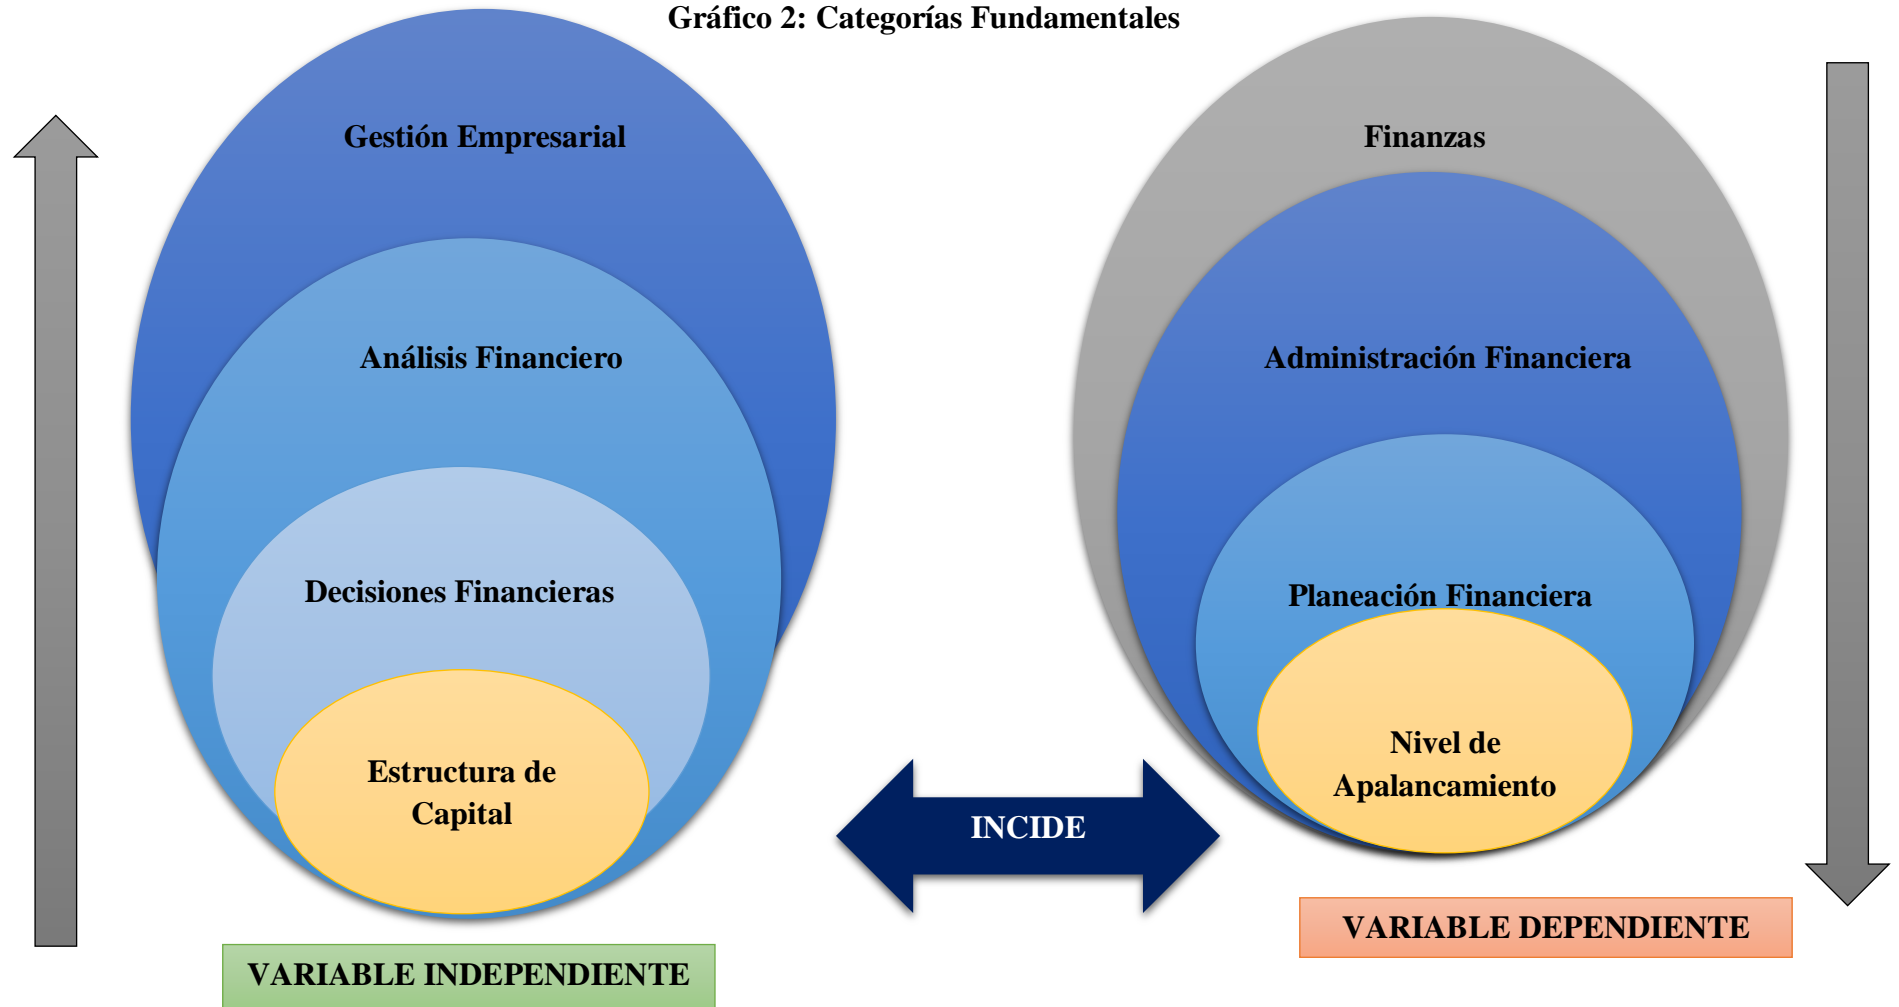 Gráfico 2: Categorías Fundamentales
Gestión Empresarial
Análisis Financiero
Decisiones Financieras
Estructura de
Capital
VARIABLE INDEPENDIENTE
INCIDE
Finanzas
Administración Financiera
Planeación Financiera
Nivel de
Apalancamiento
VARIABLE DEPENDIENTE